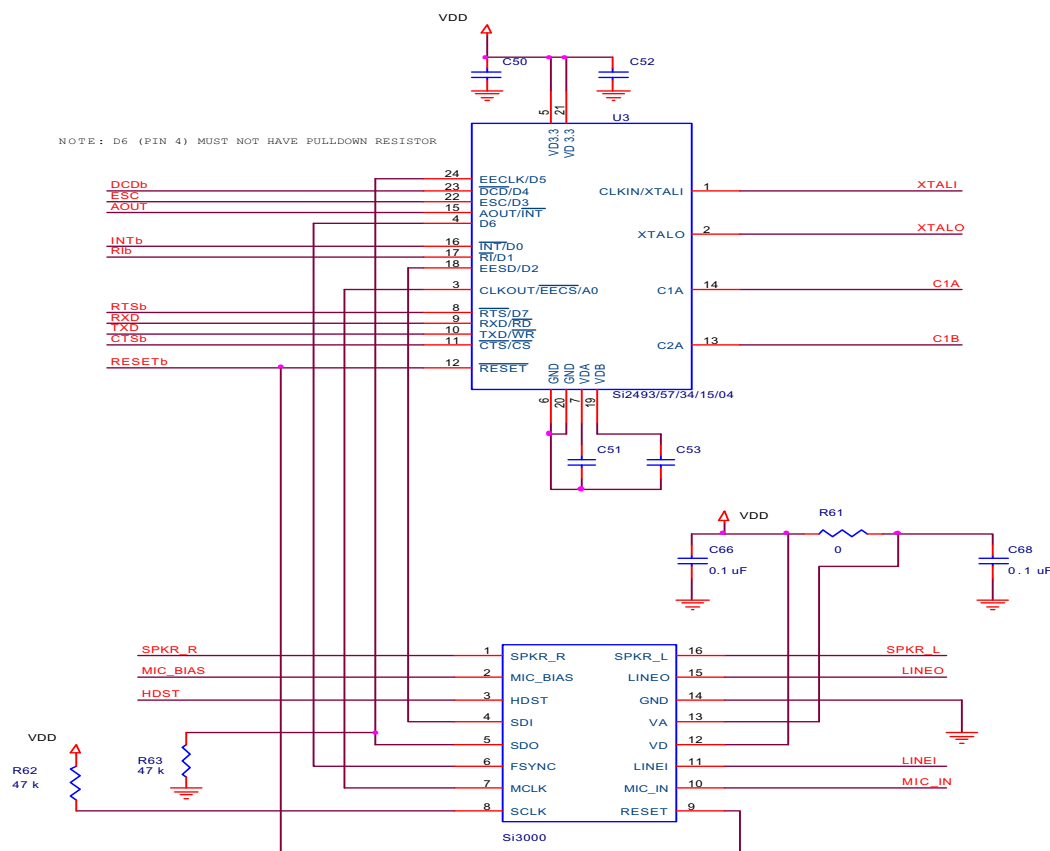 VDD
C50
C52
5
21
U3
VD3.3
VD 3.3
NOTE: D6 (PIN 4) MUST NOT HAVE PULLDOWN RESISTOR
24
EECLK/D5
DCDb
23
DCD/D4
CLKIN/XTALI
1
XTALI
ESC
22
ESC/D3
AOUT
15
AOUT/INT
4
D6
XTALO
2
XTALO
INTb
16
INT/D0
RIb
17
RI/D1
18
EESD/D2
3
CLKOUT/EECS/A0
C1A
14
C1A
RTSb
8
RTS/D7
RXD
9
RXD/RD
TXD
10
TXD/WR
CTSb
11
CTS/CS
C2A
13
C1B
RESETb
12
RESET
GND
GND
VDA
VDB
6
20
7
19
Si2493/57/34/15/04
C51
C53
VDD
R61
0
C66
0.1 uF
C68
0.1 uF
SPKR_R
1
SPKR_R
SPKR_L
16
SPKR_L
MIC_BIAS
2
MIC_BIAS
LINEO
15
LINEO
HDST
3
HDST
GND
14
4
SDI
VA
13
VDD
5
SDO
VD
12
R62
47 k
R63
47 k
6
FSYNC
LINEI
11
LINEI
7
MCLK
MIC_IN
10
MIC_IN
8
SCLK
RESET
9
Si3000